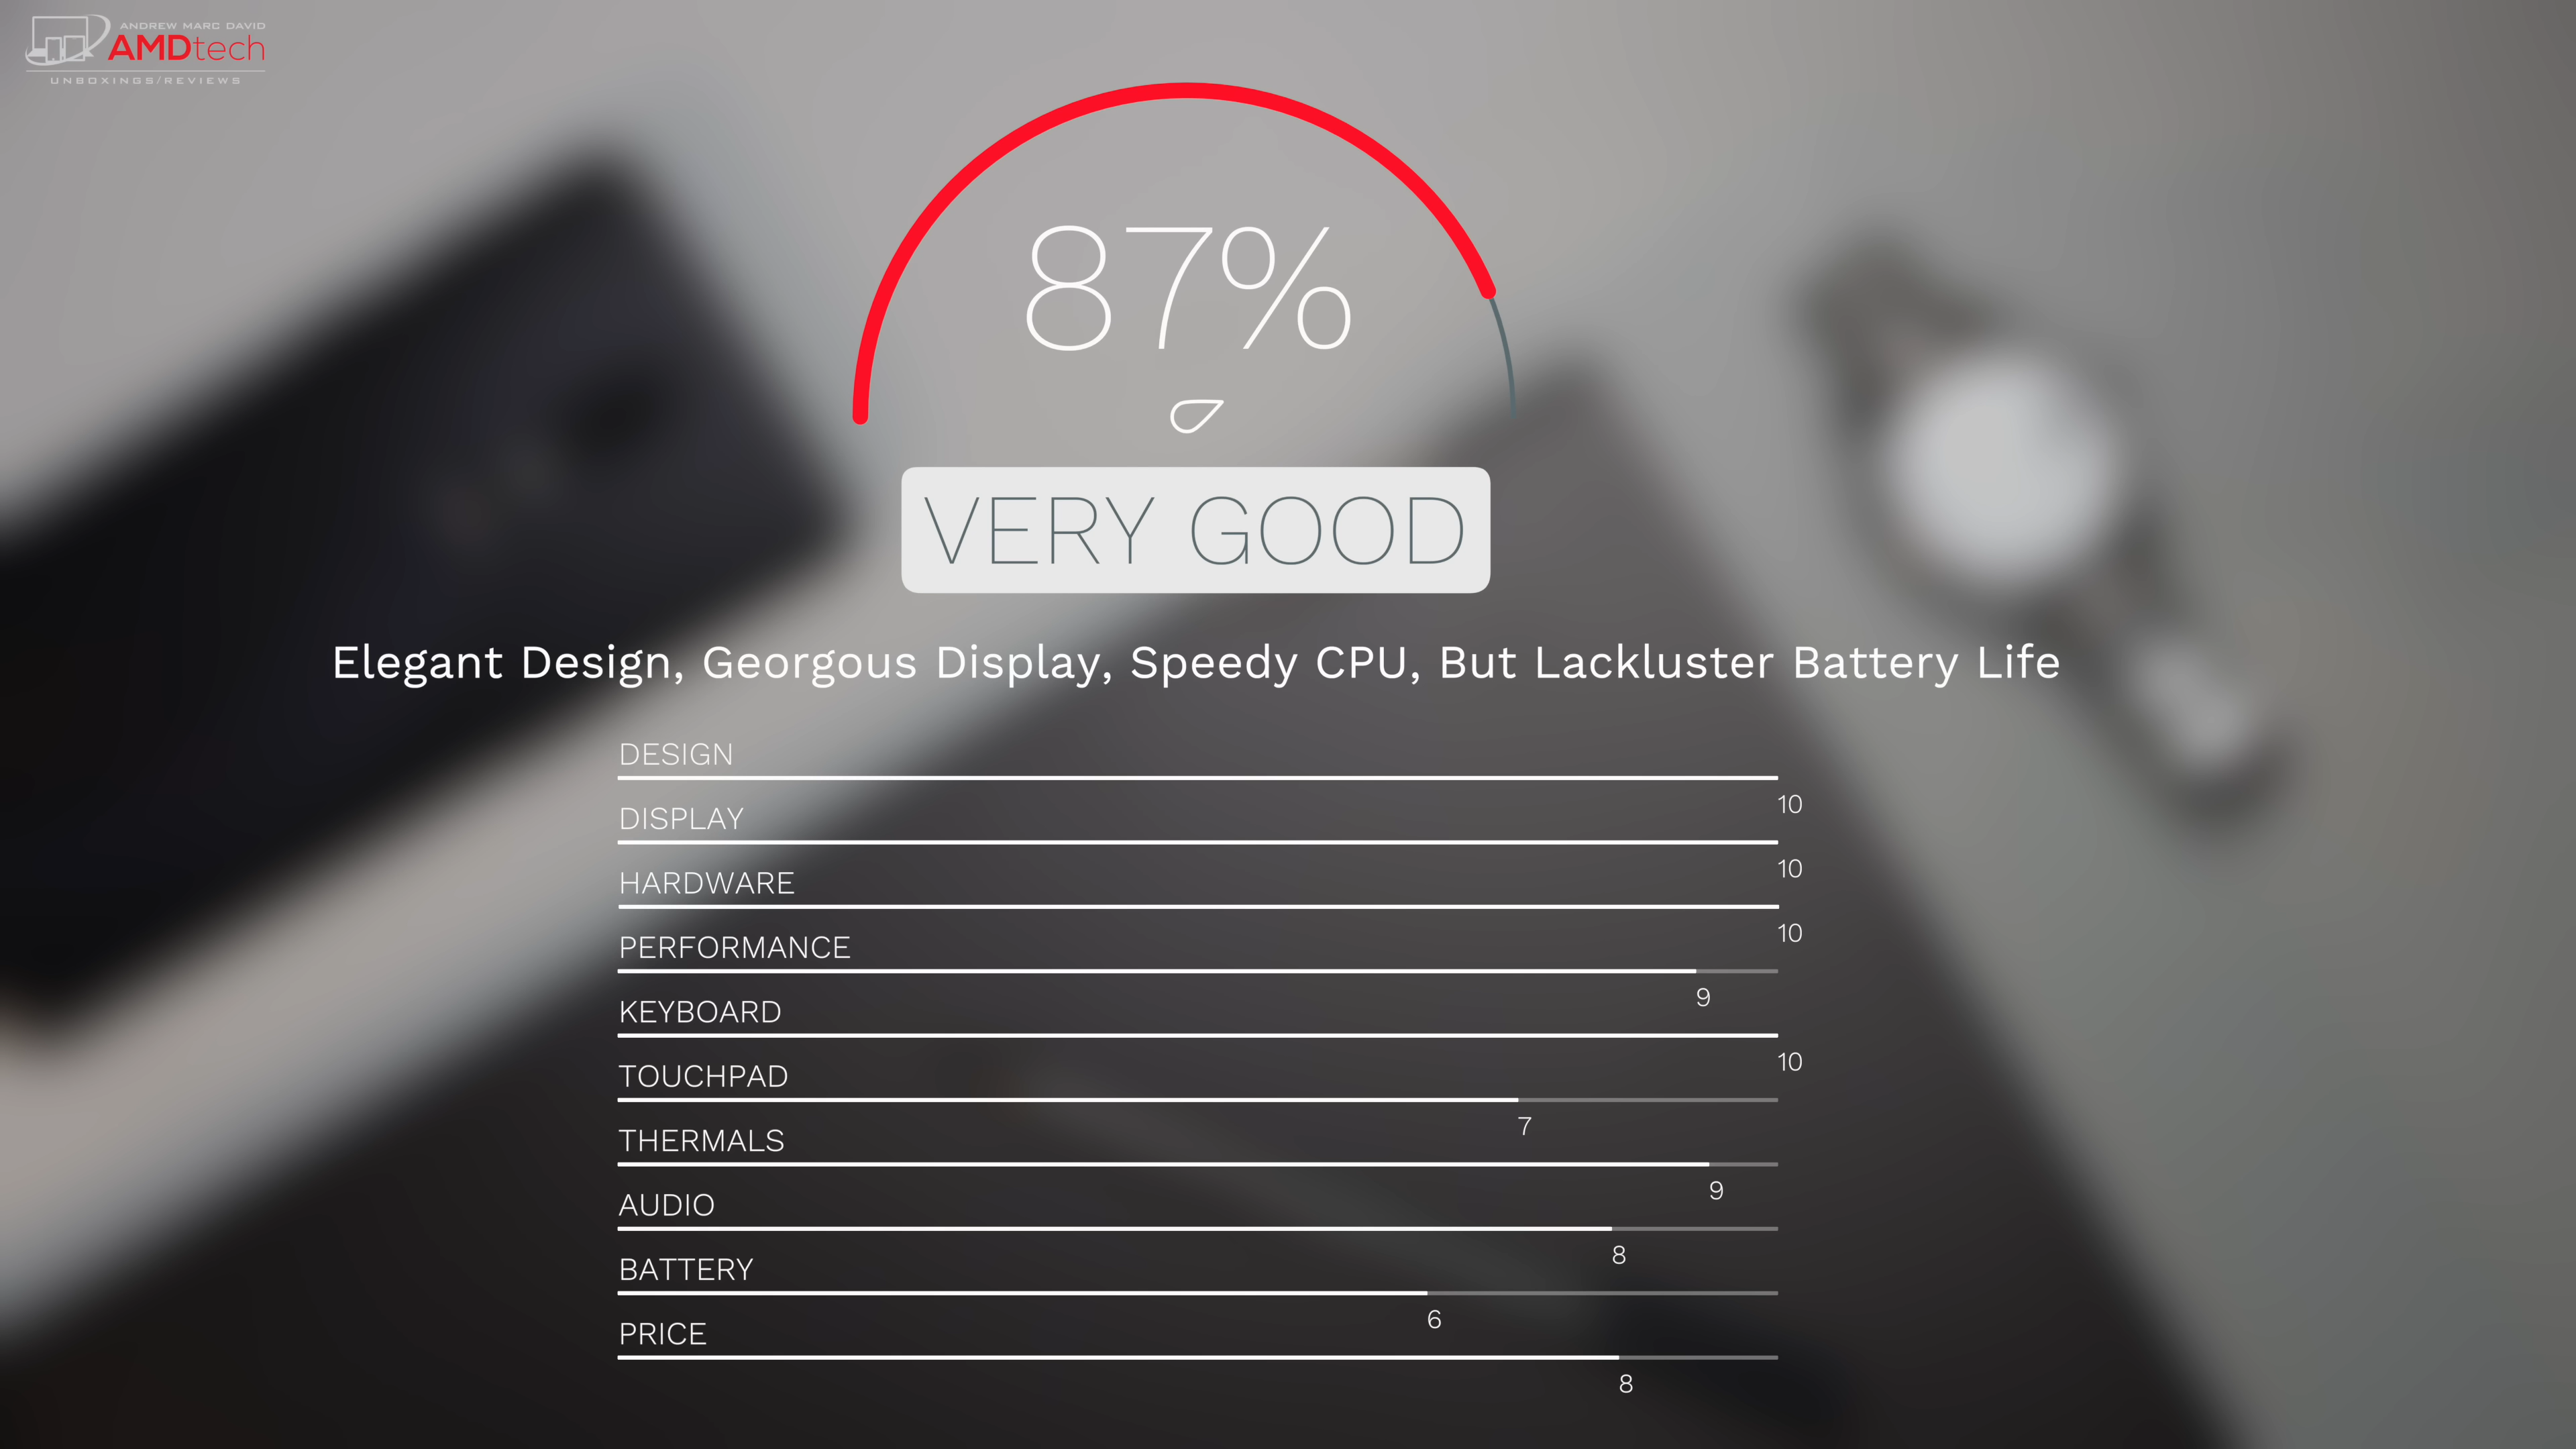 ANDREW MARC DAVID
AMDtech
UNBOXINGS/REVIEWS
87%
VERY GOOD
Elegant Design, Georgous Display, Speedy CPU, But Lackluster Battery Life
DESIGN
10
DISPLAY
10
HARDWARE
10
PERFORMANCE
9
KEYBOARD
10
TOUCHPAD
7
THERMALS
9
AUDIO
8
BATTERY
6
PRICE
8